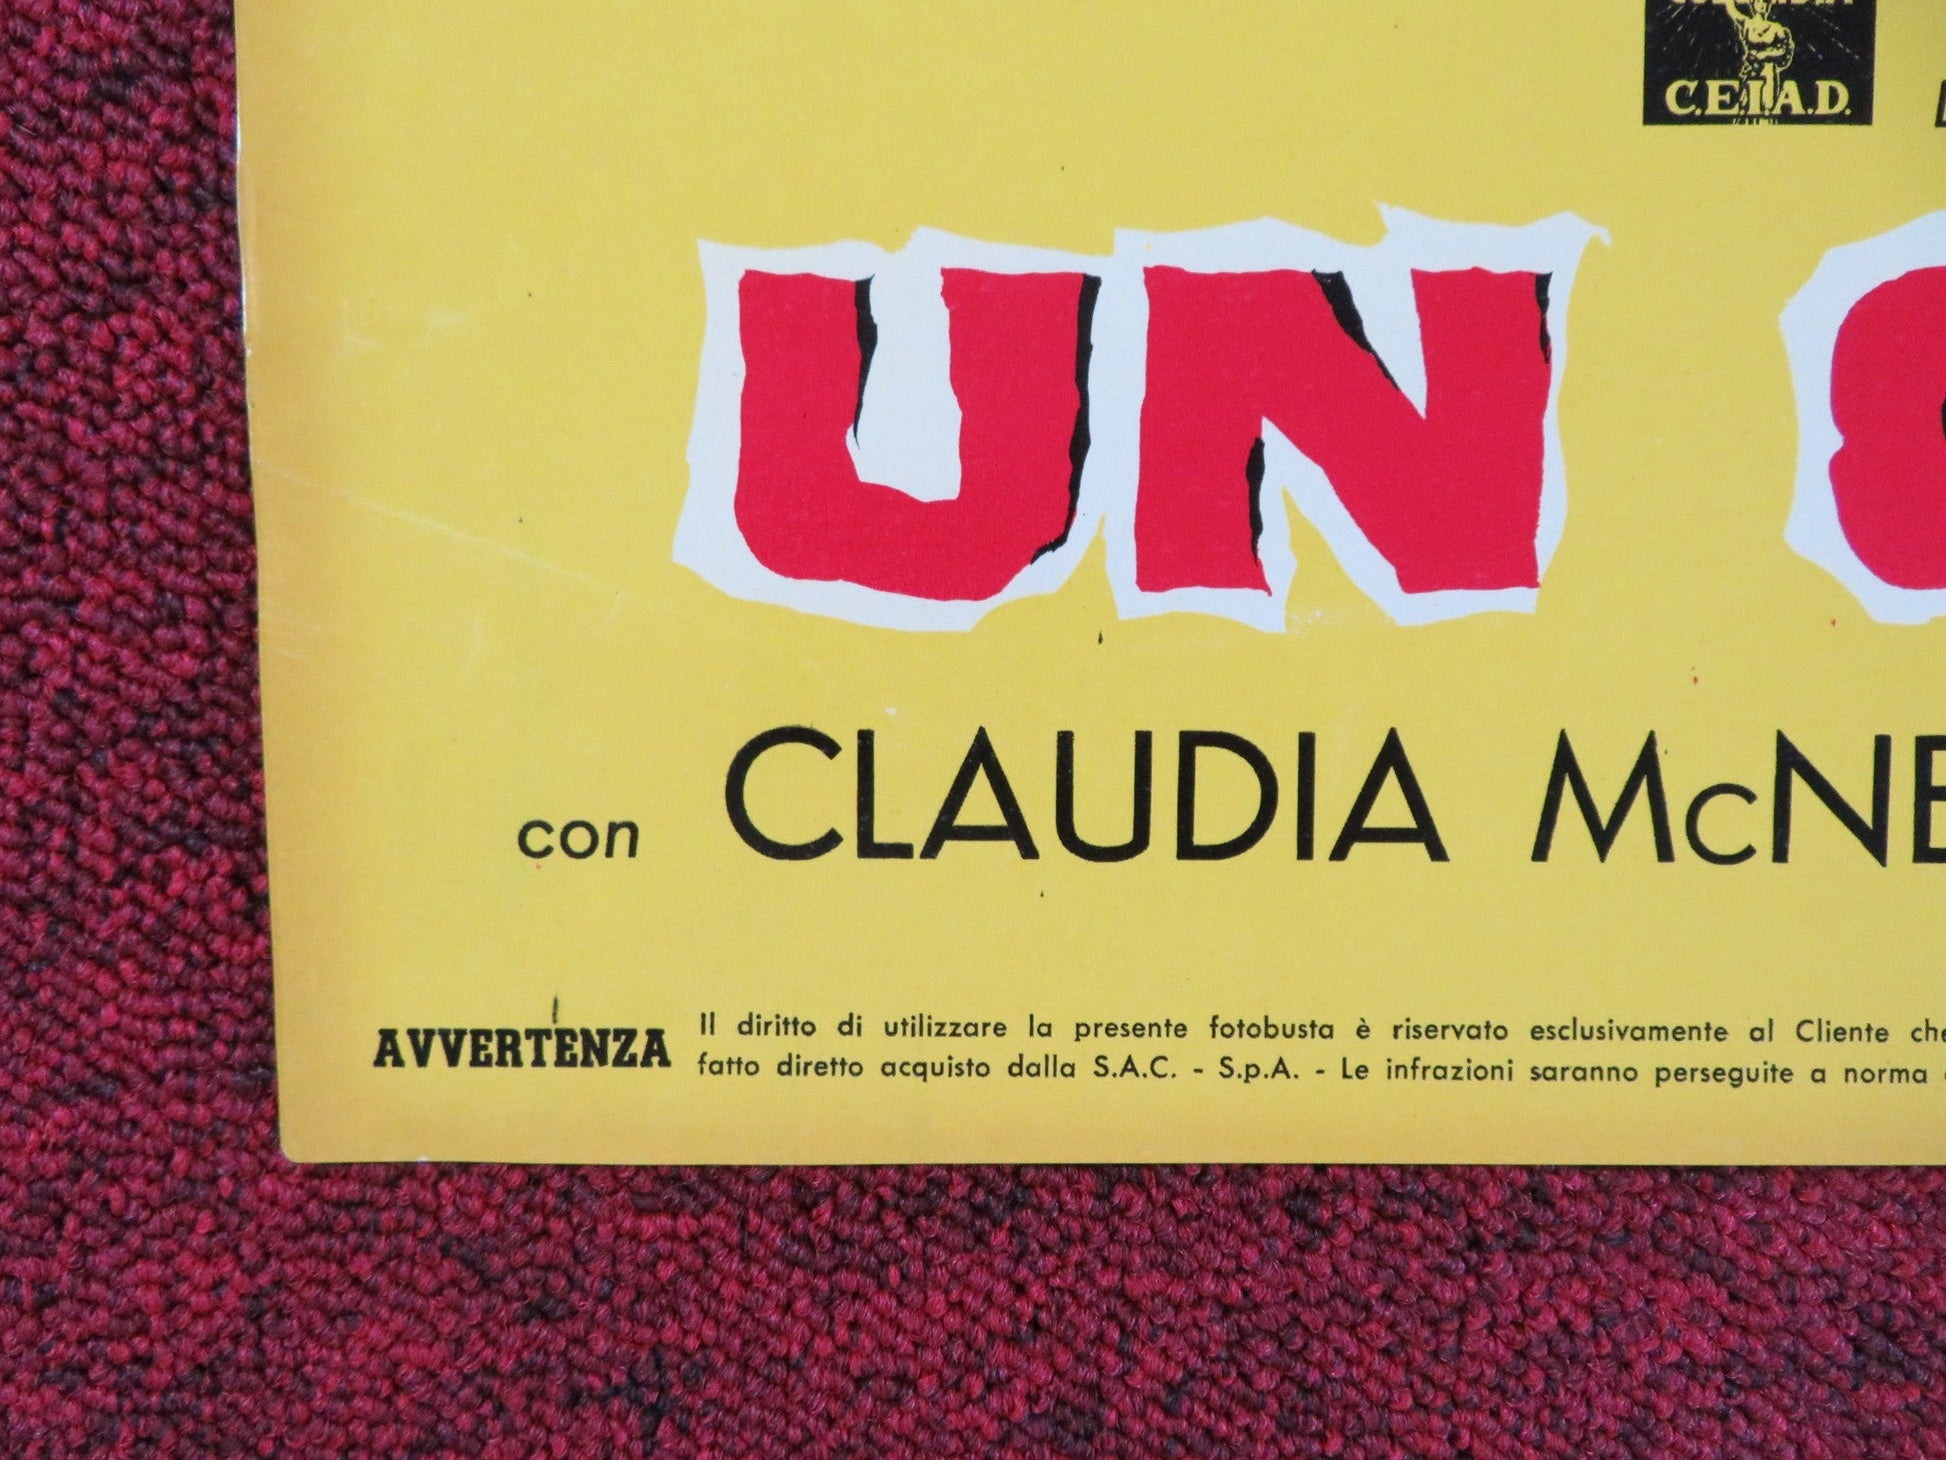 C.E.I.A.D.
UN
con CLAUDIA McNE
AVVERTENZA
Il diritto di utilizzare la presente fotobusta è riservato esclusivamente al Cliente che
fatto diretto acquisto dalla S.A.C. - S.p.A. - Le infrazioni saranno perseguite a norma